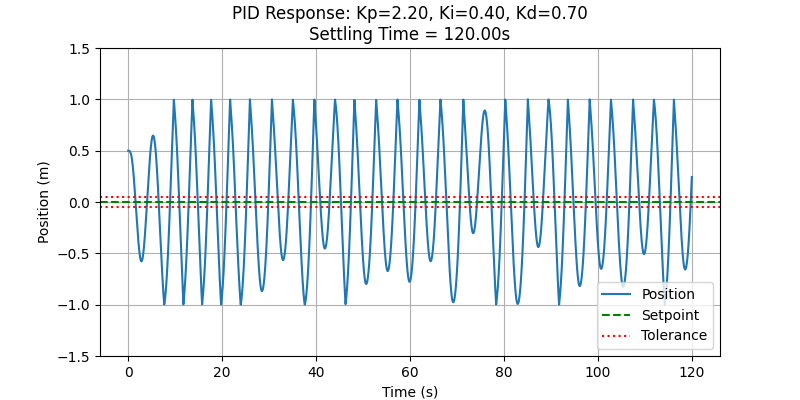 PID Response: Kp=2.20, Ki=0.40, Kd=0.70
Settling Time = 120.00s
1.5
1.0
0.5
0.0
−0.5
−1.0
−1.5
Position (m)
Position
Setpoint
Tolerance
0
20
40
60
80
100
120
Time (s)